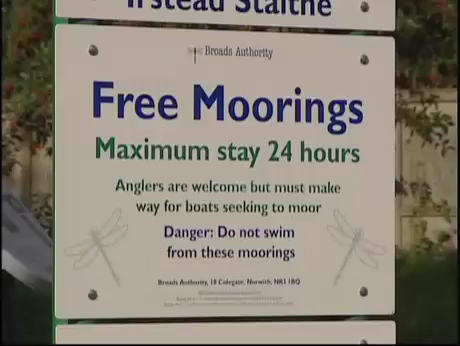 Irstead Staithe
Broads Authority
Free Moorings
Maximum stay 24 hours
Anglers are welcome but must make
way for boats seeking to moor
Danger: Do not swim
from these moorings
Broads Authority, 18 Colegate, Norwich, NR3 1BQ